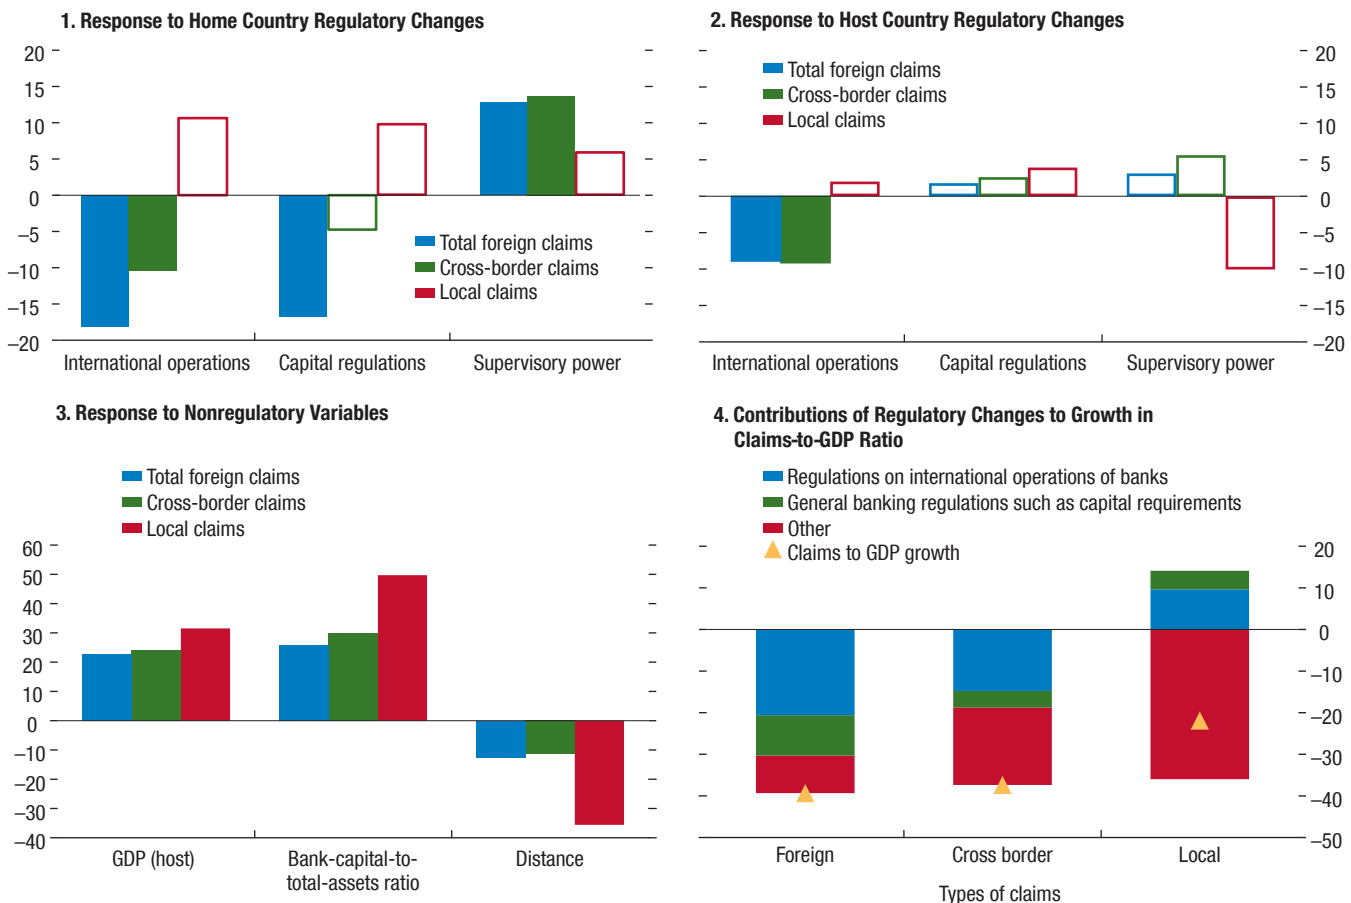 1. Response to Home Country Regulatory Changes
20
15
10
5
0
–5
–10
–15
–20
Total foreign claims
Cross-border claims
Local claims
International operations
Capital regulations
Supervisory power
2. Response to Host Country Regulatory Changes
Total foreign claims
Cross-border claims
Local claims
20
15
10
5
0
–5
–10
–15
–20
International operations
Capital regulations
Supervisory power
3. Response to Nonregulatory Variables
Total foreign claims
Cross-border claims
Local claims
60
50
40
30
20
10
0
–10
–20
–30
–40
GDP (host)
Bank-capital-to-
total-assets ratio
Distance
4. Contributions of Regulatory Changes to Growth in
Claims-to-GDP Ratio
Regulations on international operations of banks
General banking regulations such as capital requirements
Other
Claims to GDP growth
20
10
0
–10
–20
–30
–40
–50
Foreign
Cross border
Local
Types of claims